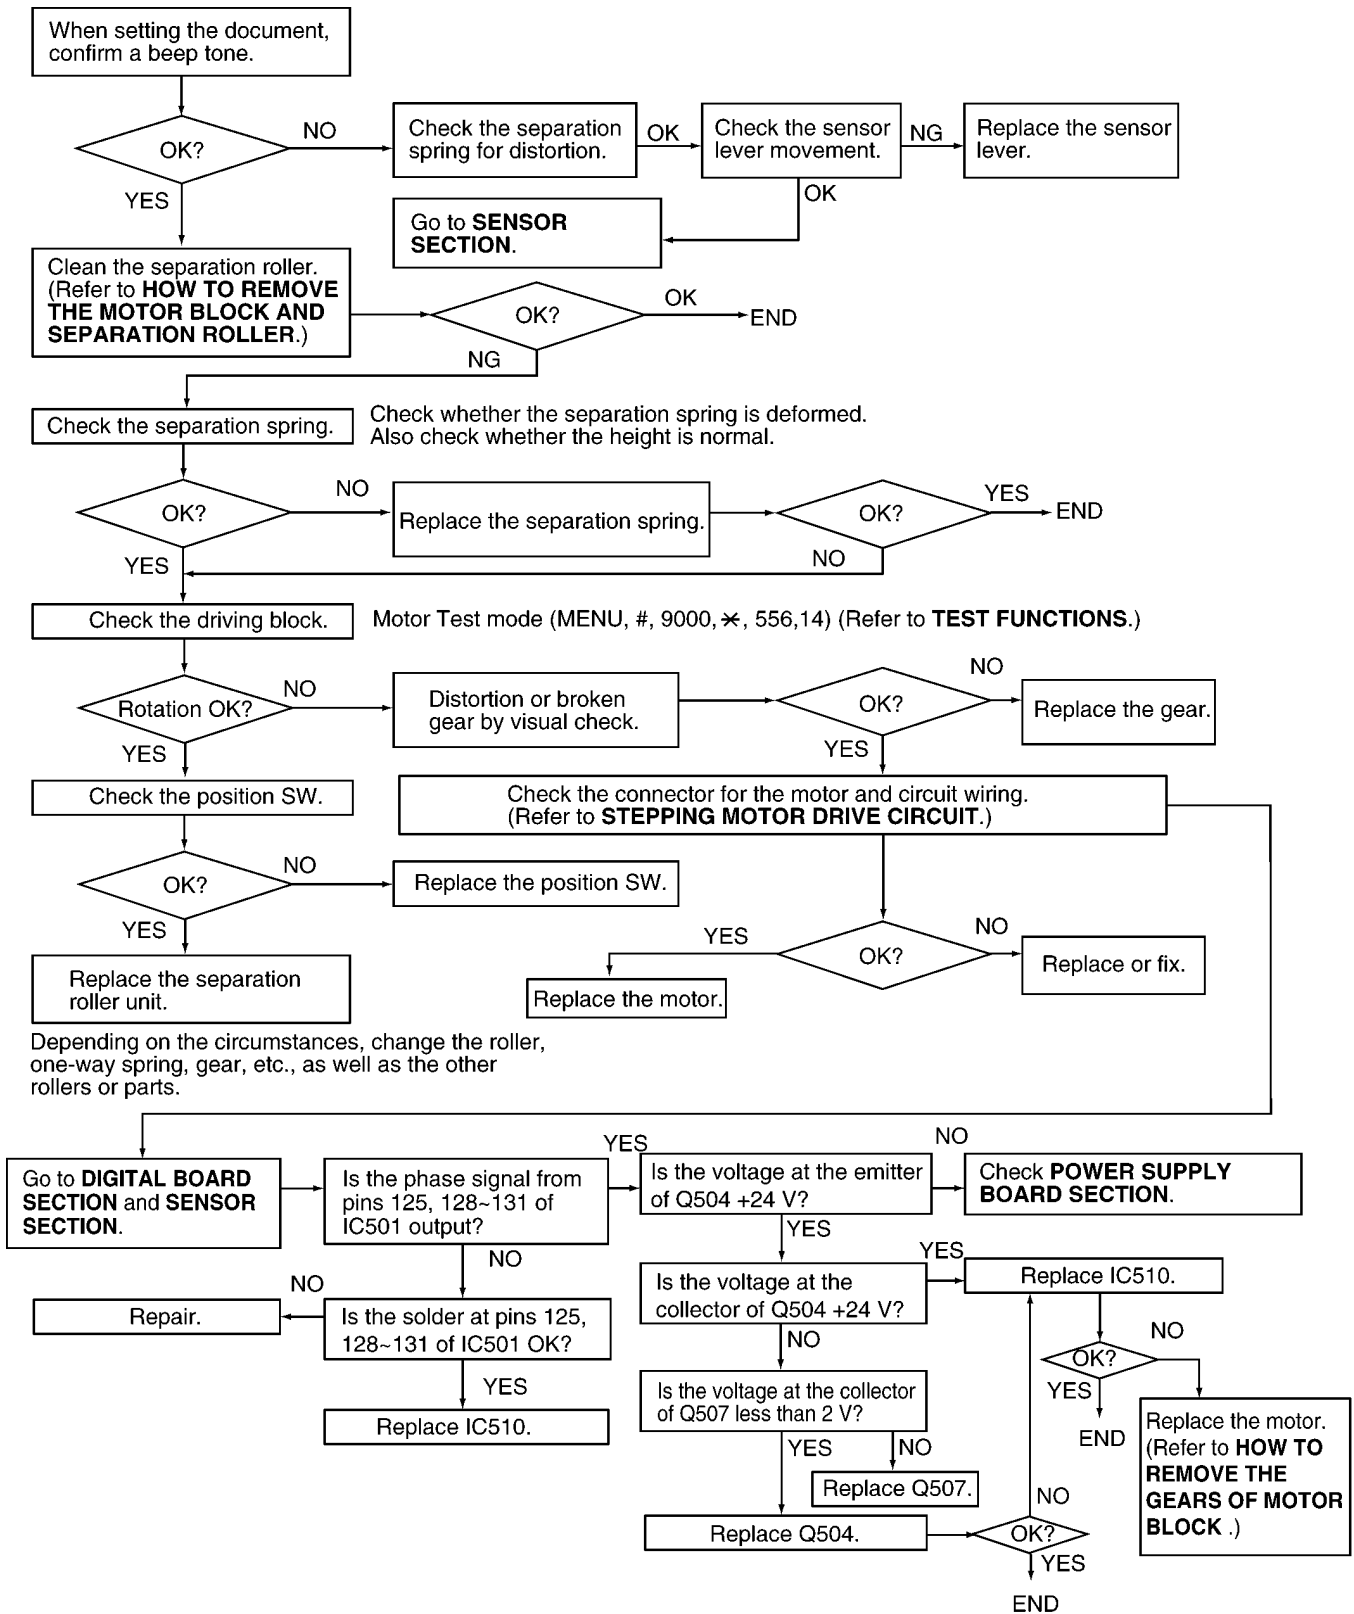 When setting the document,
confirm a beep tone.
OK?
NO
Check the separation
spring for distortion.
OK
Check the sensor
lever movement.
NG
Replace the sensor
lever.
YES
OK
Go to SENSOR
SECTION.
Clean the separation roller.
(Refer to HOW TO REMOVE
THE MOTOR BLOCK AND
SEPARATION ROLLER.)
OK?
OK
END
NG
Check the separation spring.
Check whether the separation spring is deformed.
Also check whether the height is normal.
OK?
NO
Replace the separation spring.
OK?
YES
END
YES
NO
Check the driving block.
Motor Test mode (MENU, #, 9000, ✶, 556,14) (Refer to TEST FUNCTIONS.)
Rotation OK?
NO
Distortion or broken
gear by visual check.
OK?
NO
Replace the gear.
YES
YES
Check the position SW.
Check the connector for the motor and circuit wiring.
(Refer to STEPPING MOTOR DRIVE CIRCUIT.)
OK?
NO
Replace the position SW.
YES
YES
OK?
NO
Replace or fix.
Replace the separation
roller unit.
Replace the motor.
Depending on the circumstances, change the roller,
one-way spring, gear, etc., as well as the other
rollers or parts.
Go to DIGITAL BOARD
SECTION and SENSOR
SECTION.
Is the phase signal from
pins 125, 128~131 of
IC501 output?
YES
Is the voltage at the emitter
of Q504 +24 V?
NO
Check POWER SUPPLY
BOARD SECTION.
NO
YES
Repair.
NO
Is the solder at pins 125,
128~131 of IC501 OK?
Is the voltage at the
collector of Q504 +24 V?
YES
Replace IC510.
YES
Replace IC510.
NO
OK?
NO
YES
END
Is the voltage at the collector
of Q507 less than 2 V?
YES
NO
Replace Q507.
Replace the motor.
(Refer to HOW TO
REMOVE THE
GEARS OF MOTOR
BLOCK .)
Replace Q504.
OK?
NO
YES
END